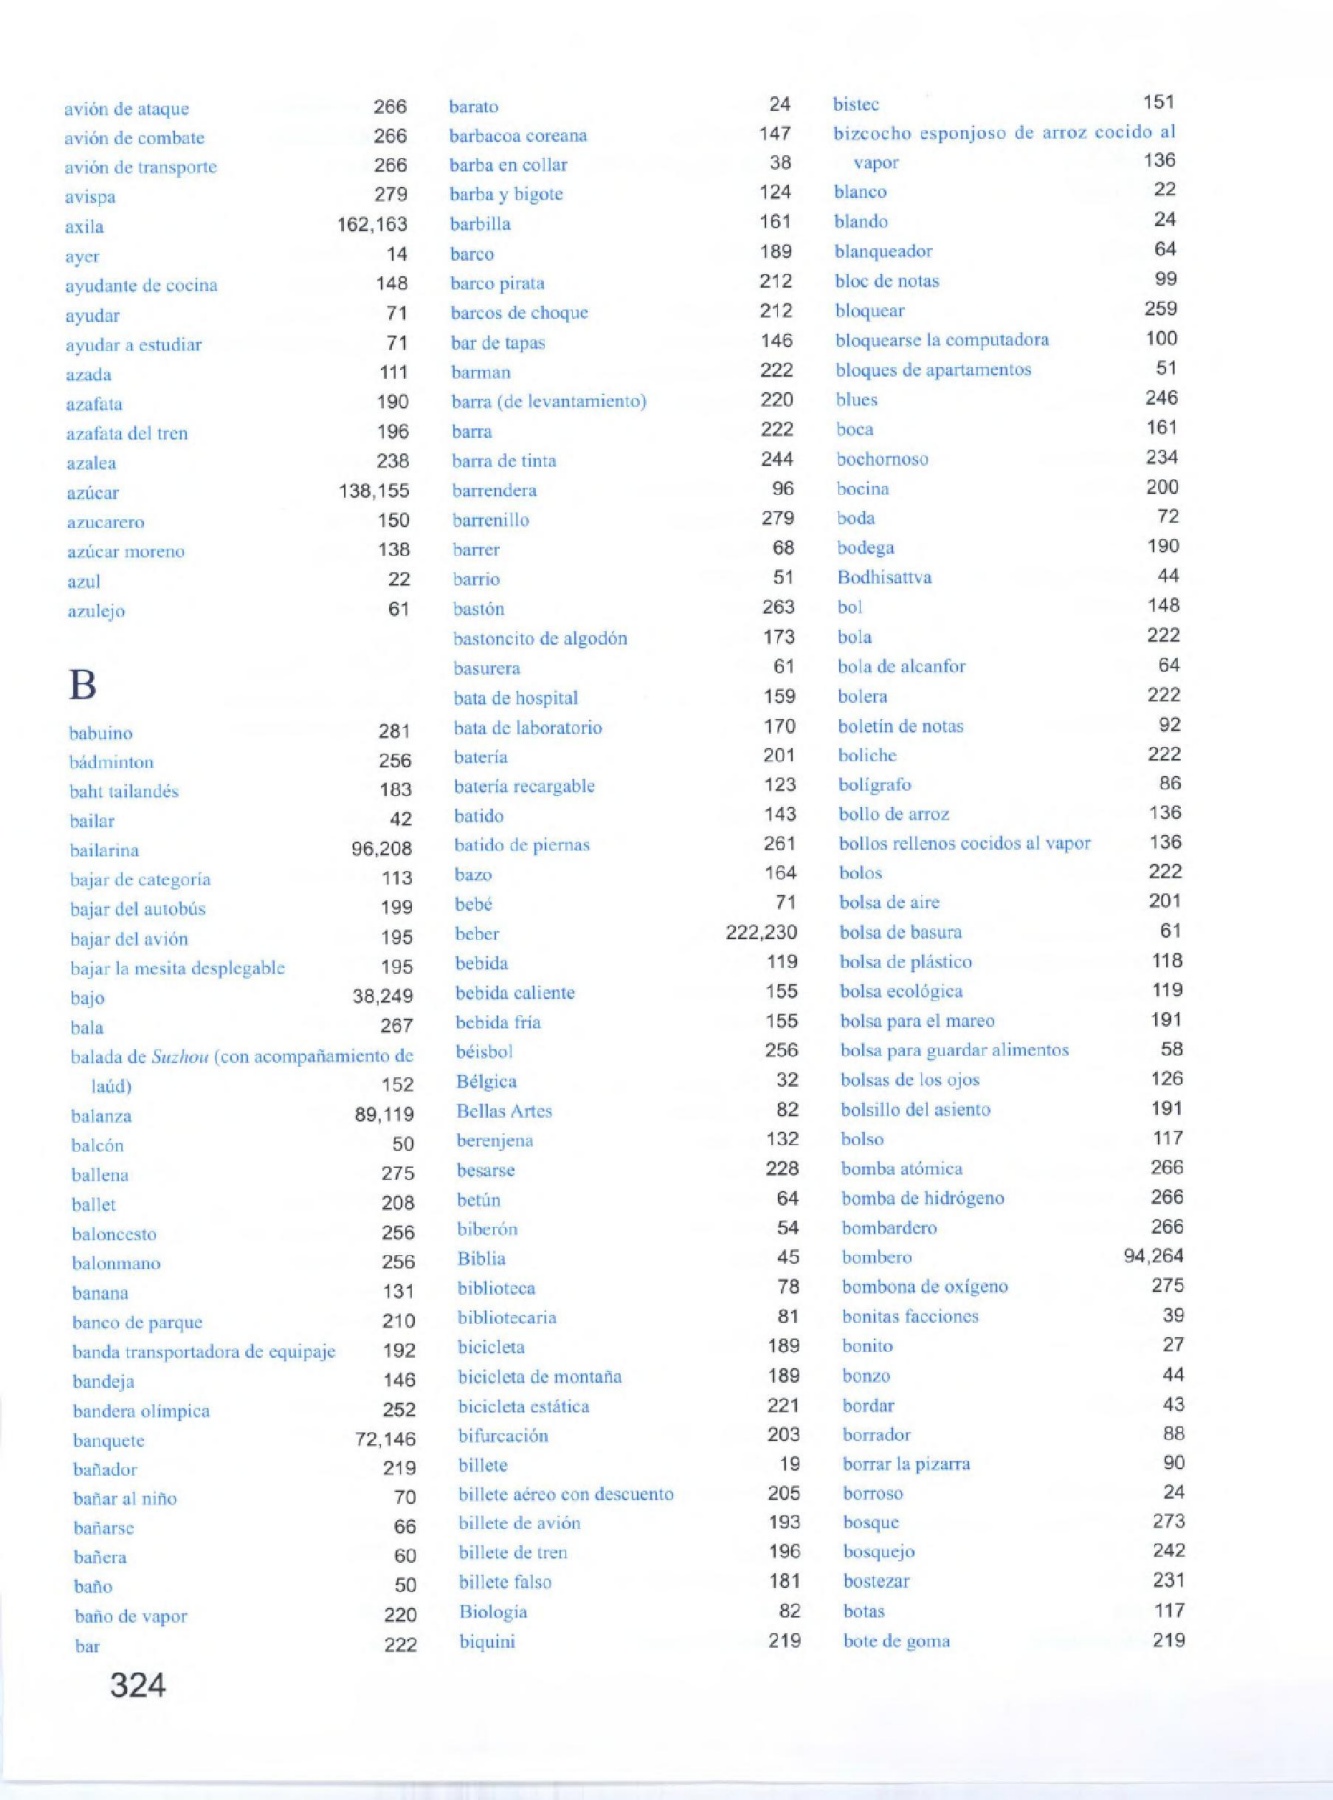 avión de ataque 266
avión de combate 266
avión de transporte 266
avispa 279
axila 162,163
ayer 14
ayudante de cocina 148
ayudar 71
ayudar a estudiar 71
azada 111
azafata 190
azafata del tren 196
azalea 238
azúcar 138,155
azucarero 150
azúcar moreno 138
azul 22
azulejo 61
B
babuino 281
bádminton 256
baht tailandés 183
bailar 42
bailarina 96,208
bajar de categoría 113
bajar del autobús 199
bajar del avión 195
bajar la mesita desplegable 195
bajo 38,249
bala 267
balada de Suzhou (con acompañamiento de
laúd) 152
balanza 89,119
balcón 50
ballena 275
ballet 208
baloncesto 256
balonmano 256
banana 131
banco de parque 210
banda transportadora de equipaje 192
bandeja 146
bandera olímpica 252
banquete 72,146
bañador 219
bañar al niño 70
bañarse 66
bañera 60
baño 50
baño de vapor 220
bar 222
barato 24
barbacoa coreana 147
barba en collar 38
barba y bigote 124
barbilla 161
barco 189
barco pirata 212
barcos de choque 212
bar de tapas 146
barman 222
barra (de levantamiento) 220
barra 222
barra de tinta 244
barrendera 96
barrenillo 279
barrer 68
barrio 51
bastón 263
bastoncito de algodón 173
basurera 61
bata de hospital 159
bata de laboratorio 170
batería 201
batería recargable 123
batido 143
batido de piernas 261
bazo 164
bebé 71
beber 222,230
bebida 119
bebida caliente 155
bebida fría 155
béisbol 256
Bélgica 32
Bellas Artes 82
berenjena 132
besarse 228
betún 64
biberón 54
Biblia 45
biblioteca 78
bibliotecaria 81
bicicleta 189
bicicleta de montaña 189
bicicleta estática 221
bifurcación 203
billete 19
billete aéreo con descuento 205
billete de avión 193
billete de tren 196
billete falso 181
Biología 82
biquini 219
bistec 151
bizcocho esponjoso de arroz cocido al
vapor 136
blanco 22
blando 24
blanqueador 64
bloc de notas 99
bloquear 259
bloquearse la computadora 100
bloques de apartamentos 51
blues 246
boca 161
bochornoso 234
bocina 200
boda 72
bodega 190
Bodhisattva 44
bol 148
bola 222
bola de alcanfor 64
bolera 222
boletín de notas 92
boliche 222
bolígrafo 86
bollo de arroz 136
bollos rellenos cocidos al vapor 136
bolos 222
bolsa de aire 201
bolsa de basura 61
bolsa de plástico 118
bolsa ecológica 119
bolsa para el mareo 191
bolsa para guardar alimentos 58
bolsas de los ojos 126
bolsillo del asiento 191
bolso 117
bomba atómica 266
bomba de hidrógeno 266
bombardero 266
bombero 94,264
bombona de oxígeno 275
bonitas facciones 39
bonito 27
bonzo 44
bordar 43
borrador 88
borrar la pizarra 90
borroso 24
bosque 273
bosquejo 242
bostezar 231
botas 117
bote de goma 219
324